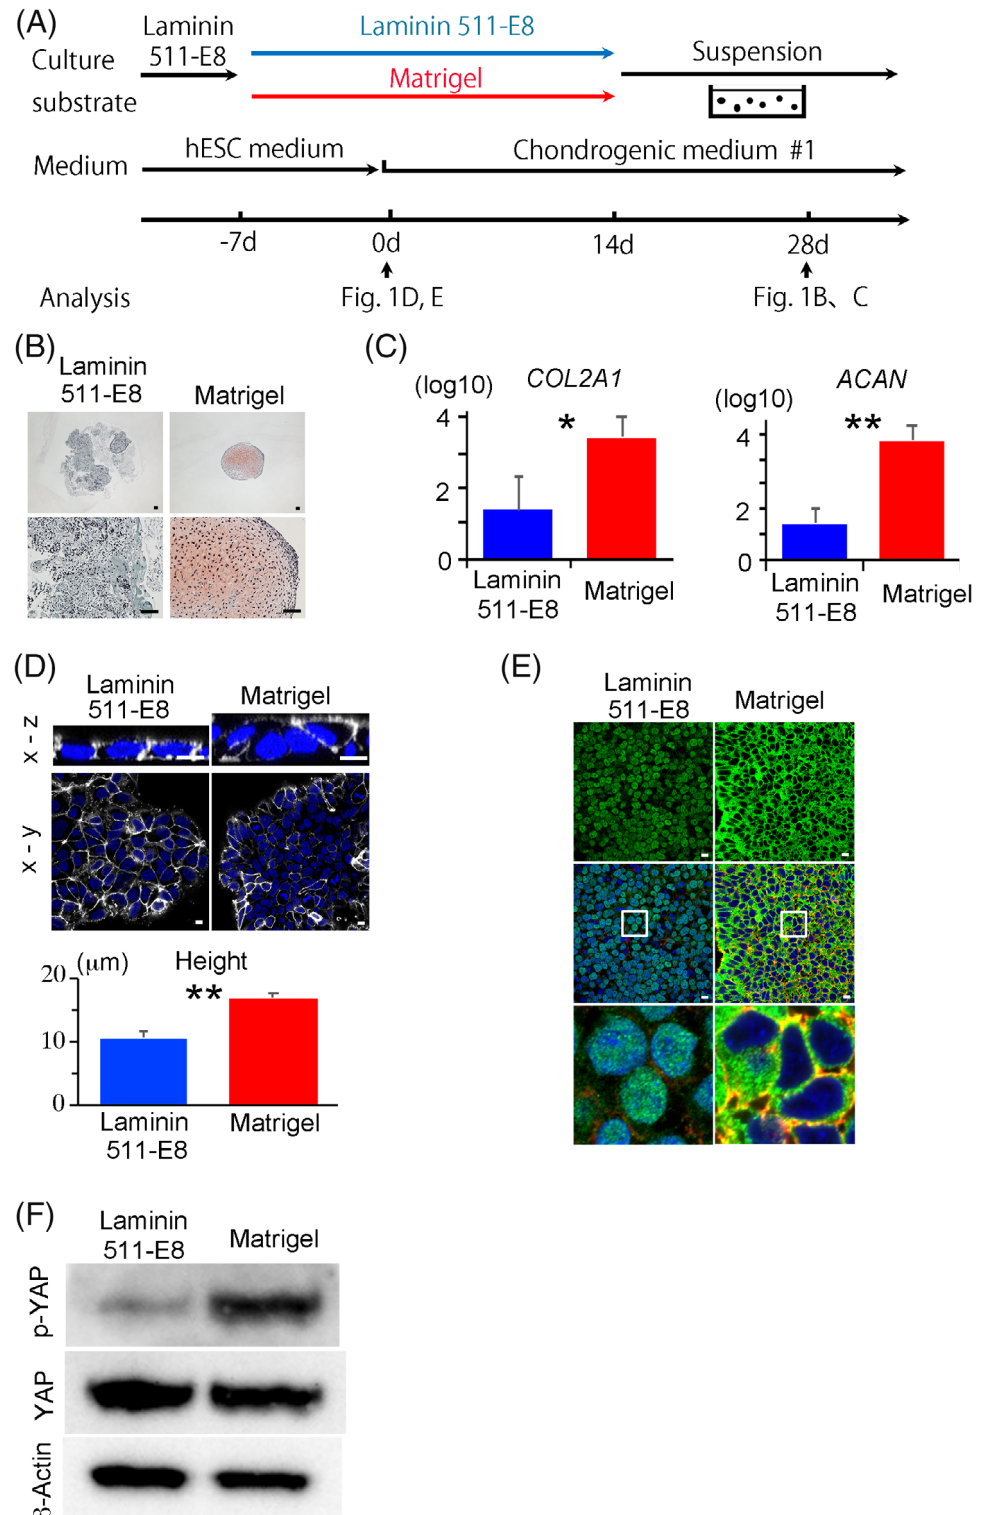 (A)
Laminin
511-E8
Laminin 511-E8
Culture
substrate
Matrigel
Suspension
Medium
hESC medium
Chondrogenic medium #1
-7d
0d
14d
28d
Analysis
Fig. 1D, E
Fig. 1B、C
(B)
Laminin
511-E8
Matrigel
(C)
(log10)
COL2A1
4
2
0
*
Laminin
511-E8
Matrigel
(log10)
ACAN
4
2
0
**
Laminin
511-E8
Matrigel
(D)
Laminin
511-E8
Matrigel
x - z
x - y
(μm)
Height
20
10
0
**
Laminin
511-E8
Matrigel
(E)
Laminin
511-E8
Matrigel
(F)
Laminin
511-E8
Matrigel
p-YAP
YAP
β-Actin